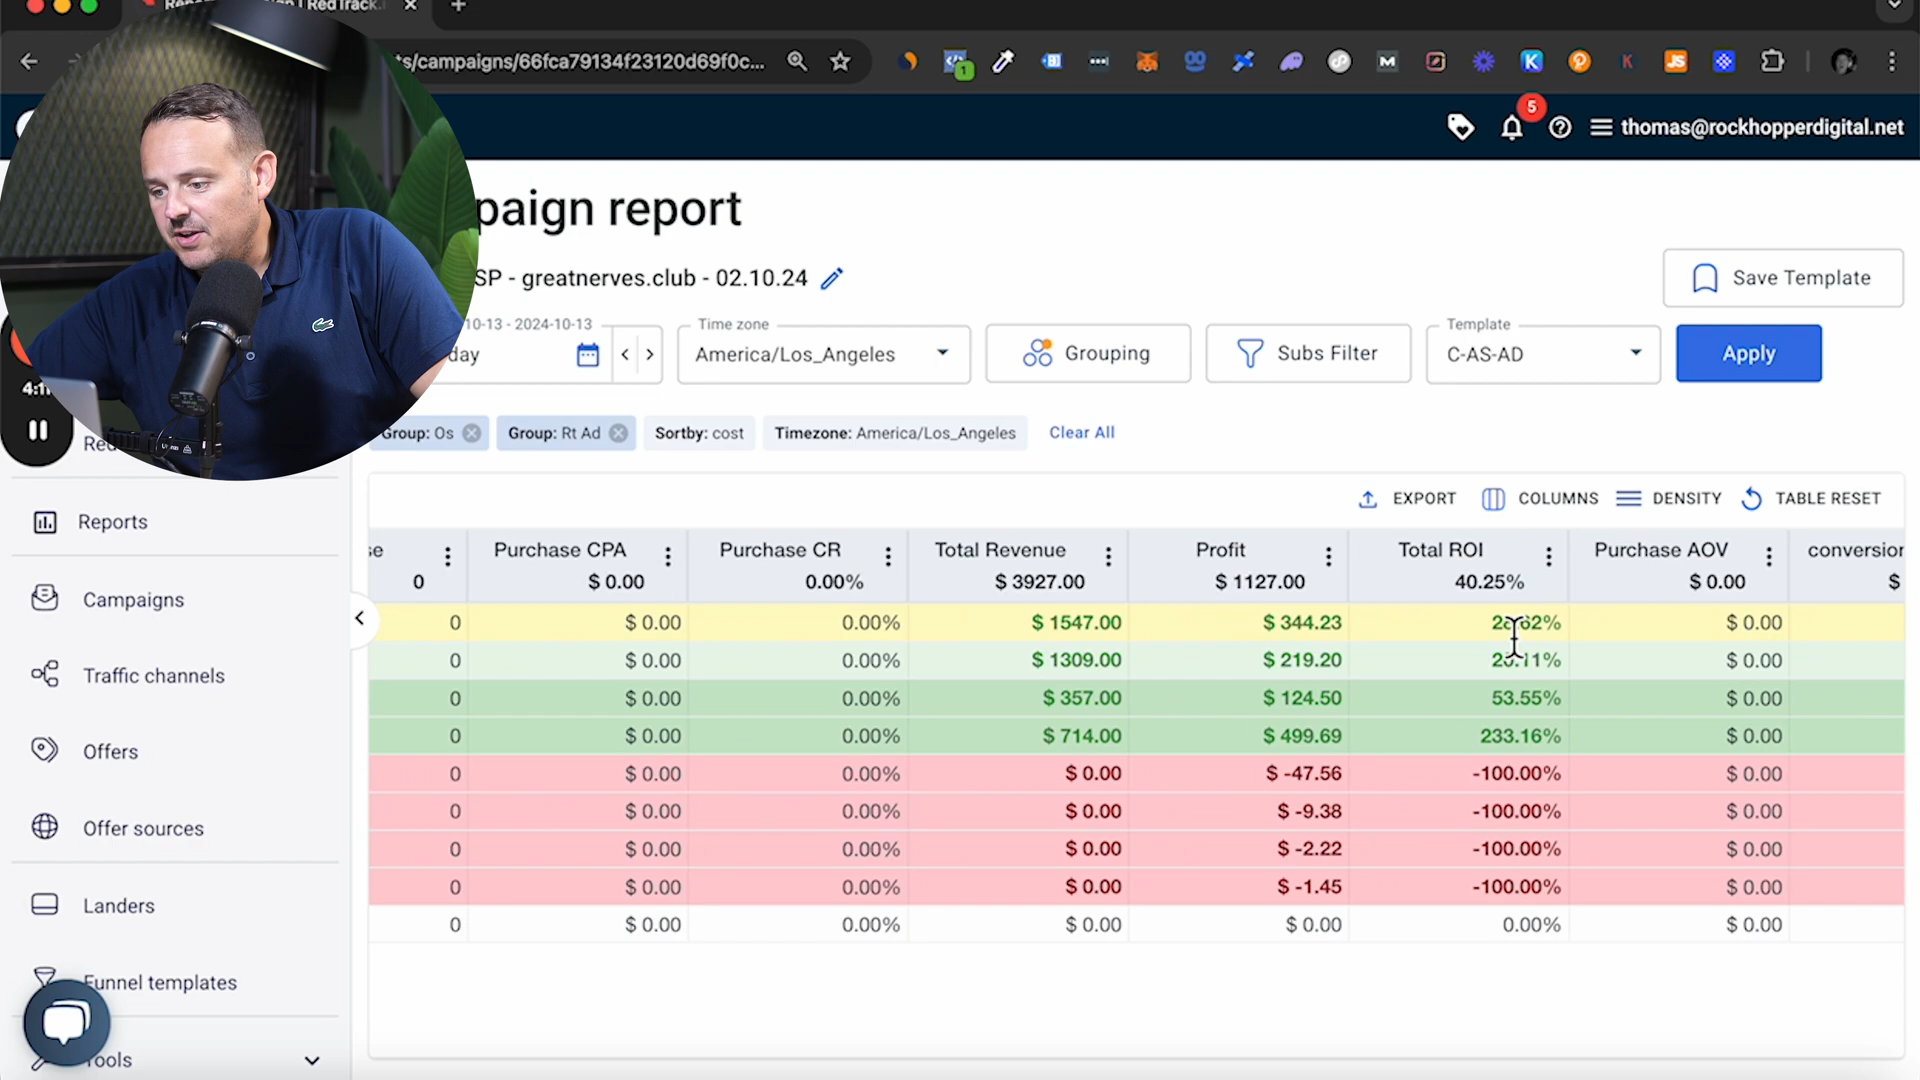 RedTrack.
ts/campaigns/66fca79134f23120d69f0c...
1
JS
5
thomas@rockhopperdigital.net
paign report
SP - greatnerves.club - 02.10.24
Save Template
10-13 - 2024-10-13
day
Time zone
America/Los_Angeles
Grouping
Subs Filter
Template
C-AS-AD
Apply
Group: Os
Group: Rt Ad
Sortby: cost
Timezone: America/Los_Angeles
Clear All
EXPORT
COLUMNS
DENSITY
TABLE RESET
Reports
Campaigns
Traffic channels
Offers
Offer sources
Landers
Funnel templates
Tools
se Purchase CPA Purchase CR Total Revenue Profit Total ROI Purchase AOV conversion
0 $ 0.00 0.00% $ 3927.00 $ 1127.00 40.25% $ 0.00 $
0 $ 0.00 0.00% $ 1547.00 $ 344.23 $ 0.00
0 $ 0.00 0.00% $ 1309.00 $ 219.20 $ 0.00
0 $ 0.00 0.00% $ 357.00 $ 124.50 53.55% $ 0.00
0 $ 0.00 0.00% $ 714.00 $ 499.69 233.16% $ 0.00
0 $ 0.00 0.00% $ 0.00 $ -47.56 -100.00% $ 0.00
0 $ 0.00 0.00% $ 0.00 $ -9.38 -100.00% $ 0.00
0 $ 0.00 0.00% $ 0.00 $ -2.22 -100.00% $ 0.00
0 $ 0.00 0.00% $ 0.00 $ -1.45 -100.00% $ 0.00
0 $ 0.00 0.00% $ 0.00 $ 0.00 0.00% $ 0.00